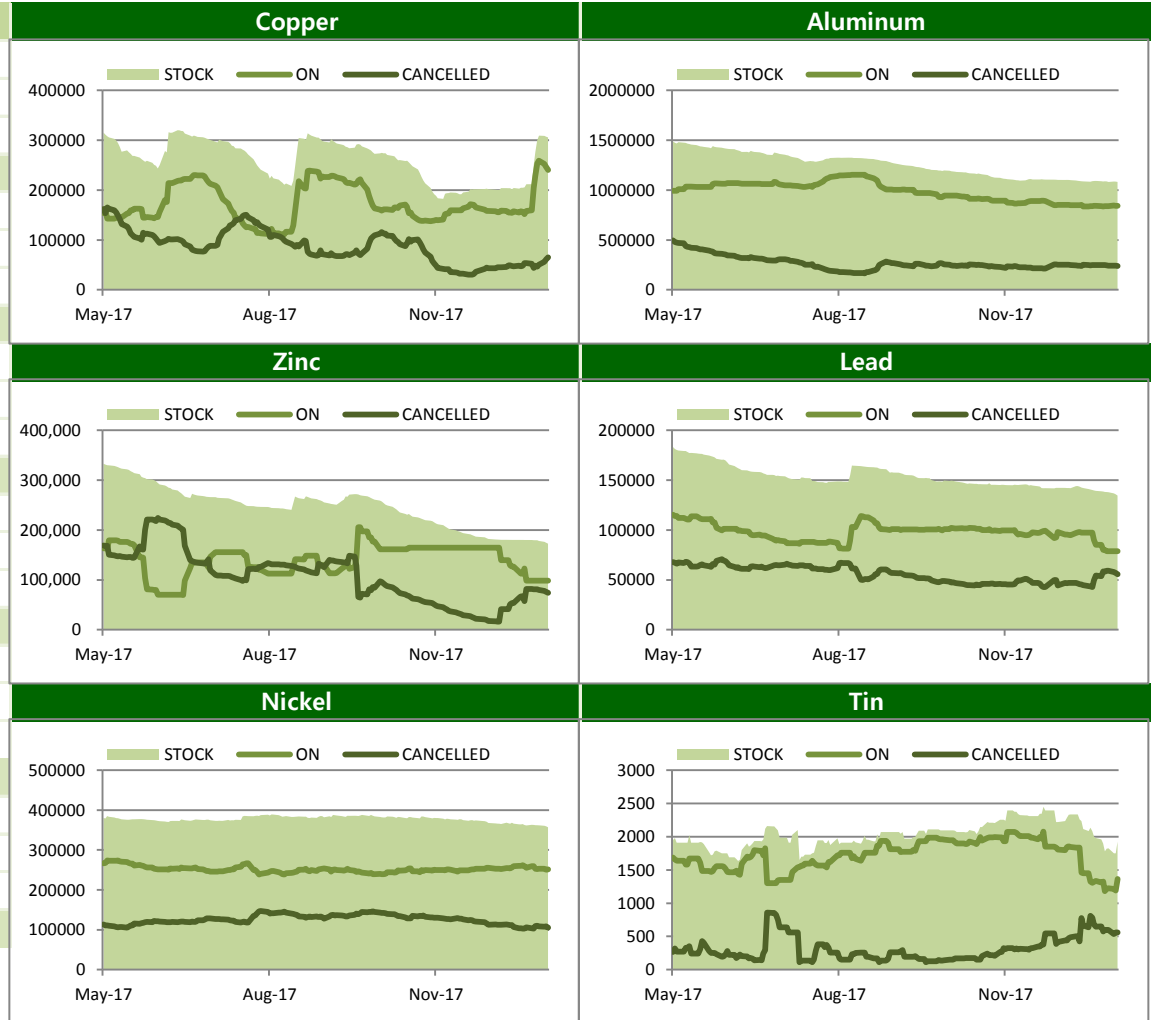 Copper
STOCK ON CANCELLED
400000
300000
200000
100000
0
May-17 Aug-17 Nov-17
Aluminum
STOCK ON CANCELLED
2000000
1500000
1000000
500000
0
May-17 Aug-17 Nov-17
Zinc
STOCK ON CANCELLED
400,000
300,000
200,000
100,000
0
May-17 Aug-17 Nov-17
Lead
STOCK ON CANCELLED
200000
150000
100000
50000
0
May-17 Aug-17 Nov-17
Nickel
STOCK ON CANCELLED
500000
400000
300000
200000
100000
0
May-17 Aug-17 Nov-17
Tin
STOCK ON CANCELLED
3000
2500
2000
1500
1000
500
0
May-17 Aug-17 Nov-17